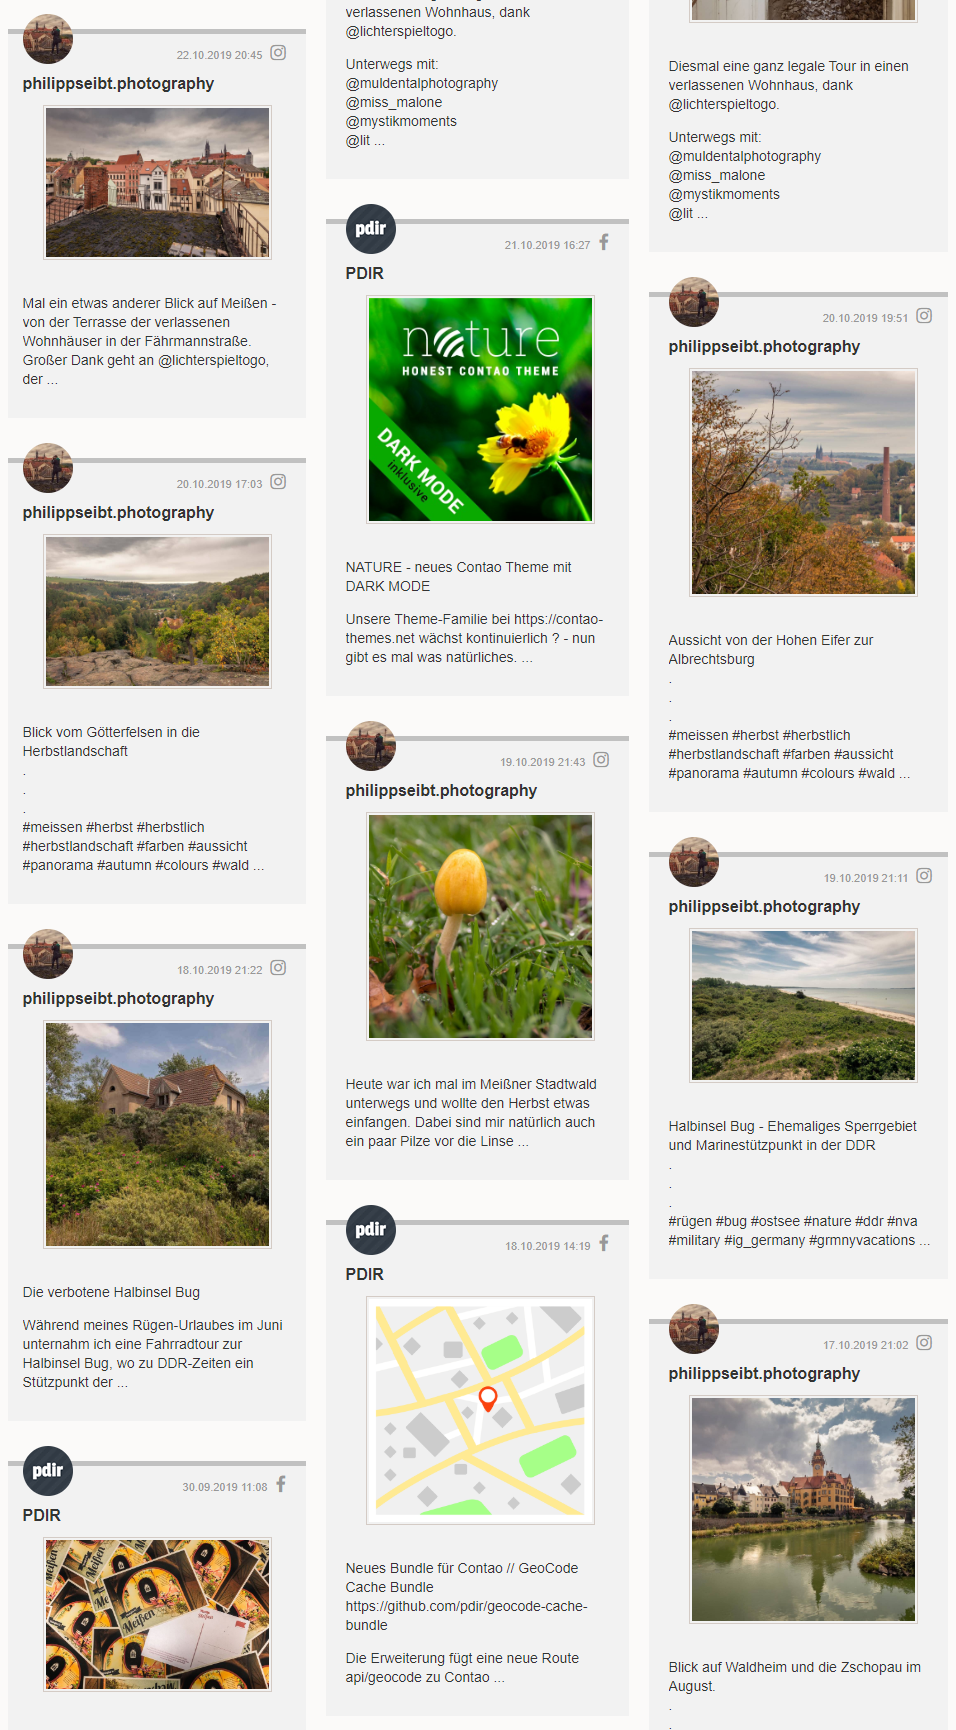 22.10.2019 20:45
philippseibt.photography
Mal ein etwas anderer Blick auf Meißen -
von der Terrasse der verlassenen
Wohnhäuser in der Fährmannstraße.
Großer Dank geht an @lichterspieltogo,
der ...
20.10.2019 17:03
philippseibt.photography
Blick vom Götterfelsen in die
Herbstlandschaft
.
.
.
#meissen #herbst #herbstlich
#herbstlandschaft #farben #aussicht
#panorama #autumn #colours #wald ...
18.10.2019 21:22
philippseibt.photography
Die verbotene Halbinsel Bug
Während meines Rügen-Urlaubes im Juni
unternahm ich eine Fahrradtour zur
Halbinsel Bug, wo zu DDR-Zeiten ein
Stützpunkt der ...
pdir
30.09.2019 11:08
PDIR
Meißen
verlassenen Wohnhaus, dank
@lichterspieltogo.
Unterwegs mit:
@muldentalphotography
@miss_malone
@mystikmoments
@lit ...
pdir
21.10.2019 16:27
PDIR
nature
HONEST CONTAO THEME
DARK MODE
inklusive
NATURE - neues Contao Theme mit
DARK MODE
Unsere Theme-Familie bei https://contao-
themes.net wächst kontinuierlich ? - nun
gibt es mal was natürliches. ...
19.10.2019 21:43
philippseibt.photography
Heute war ich mal im Meißner Stadtwald
unterwegs und wollte den Herbst etwas
einfangen. Dabei sind mir natürlich auch
ein paar Pilze vor die Linse ...
pdir
18.10.2019 14:19
PDIR
Neues Bundle für Contao // GeoCode
Cache Bundle
https://github.com/pdir/geocode-cache-
bundle
Die Erweiterung fügt eine neue Route
api/geocode zu Contao ...
Diesmal eine ganz legale Tour in einen
verlassenen Wohnhaus, dank
@lichterspieltogo.
Unterwegs mit:
@muldentalphotography
@miss_malone
@mystikmoments
@lit ...
20.10.2019 19:51
philippseibt.photography
Aussicht von der Hohen Eifer zur
Albrechtsburg
.
.
.
#meissen #herbst #herbstlich
#herbstlandschaft #farben #aussicht
#panorama #autumn #colours #wald ...
19.10.2019 21:11
philippseibt.photography
Halbinsel Bug - Ehemaliges Sperrgebiet
und Marinestützpunkt in der DDR
.
.
.
#rügen #bug #ostsee #nature #ddr #nva
#military #ig_germany #grmnyvacations ...
17.10.2019 21:02
philippseibt.photography
Blick auf Waldheim und die Zschopau im
August.
.
.